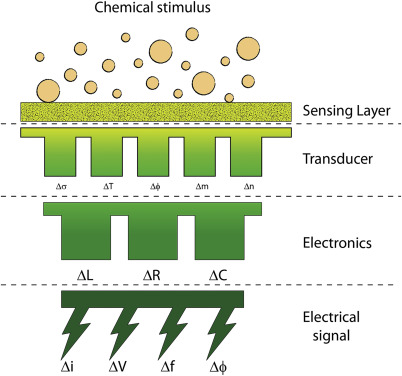 Chemical stimulus
Sensing Layer
Transducer
Δσ ΔT Δϕ Δm Δn
Electronics
ΔL ΔR ΔC
Electrical
signal
Δi ΔV Δf Δϕ